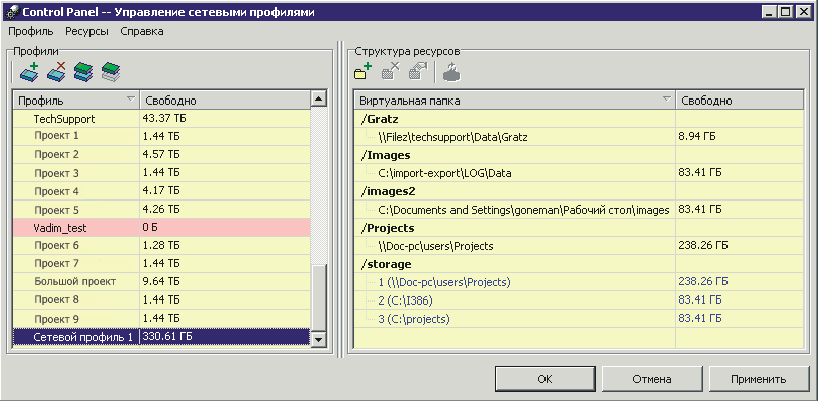 Control Panel -- Управление сетевыми профилями
Профиль Ресурсы Справка
Профили
Профиль Свободно
TechSupport 43.37 ТБ
Проект 1 1.44 ТБ
Проект 2 4.57 ТБ
Проект 3 1.44 ТБ
Проект 4 4.17 ТБ
Проект 5 4.26 ТБ
Vadim_test 0 Б
Проект 6 1.28 ТБ
Проект 7 1.44 ТБ
Большой проект 9.64 ТБ
Проект 8 1.44 ТБ
Проект 9 1.44 ТБ
Сетевой профиль 1 330.61 ГБ
Структура ресурсов
Виртуальная папка Свободно
/Gratz
\\Filez\techsupport\Data\Gratz 8.94 ГБ
/Images
C:\import-export\LOG\Data 83.41 ГБ
/images2
C:\Documents and Settings\goneman\Рабочий стол\images 83.41 ГБ
/Projects
\\Doc-pc\users\Projects 238.26 ГБ
/storage
1 (\\Doc-pc\users\Projects) 238.26 ГБ
2 (C:\I386) 83.41 ГБ
3 (C:\projects) 83.41 ГБ
OK Отмена Применить